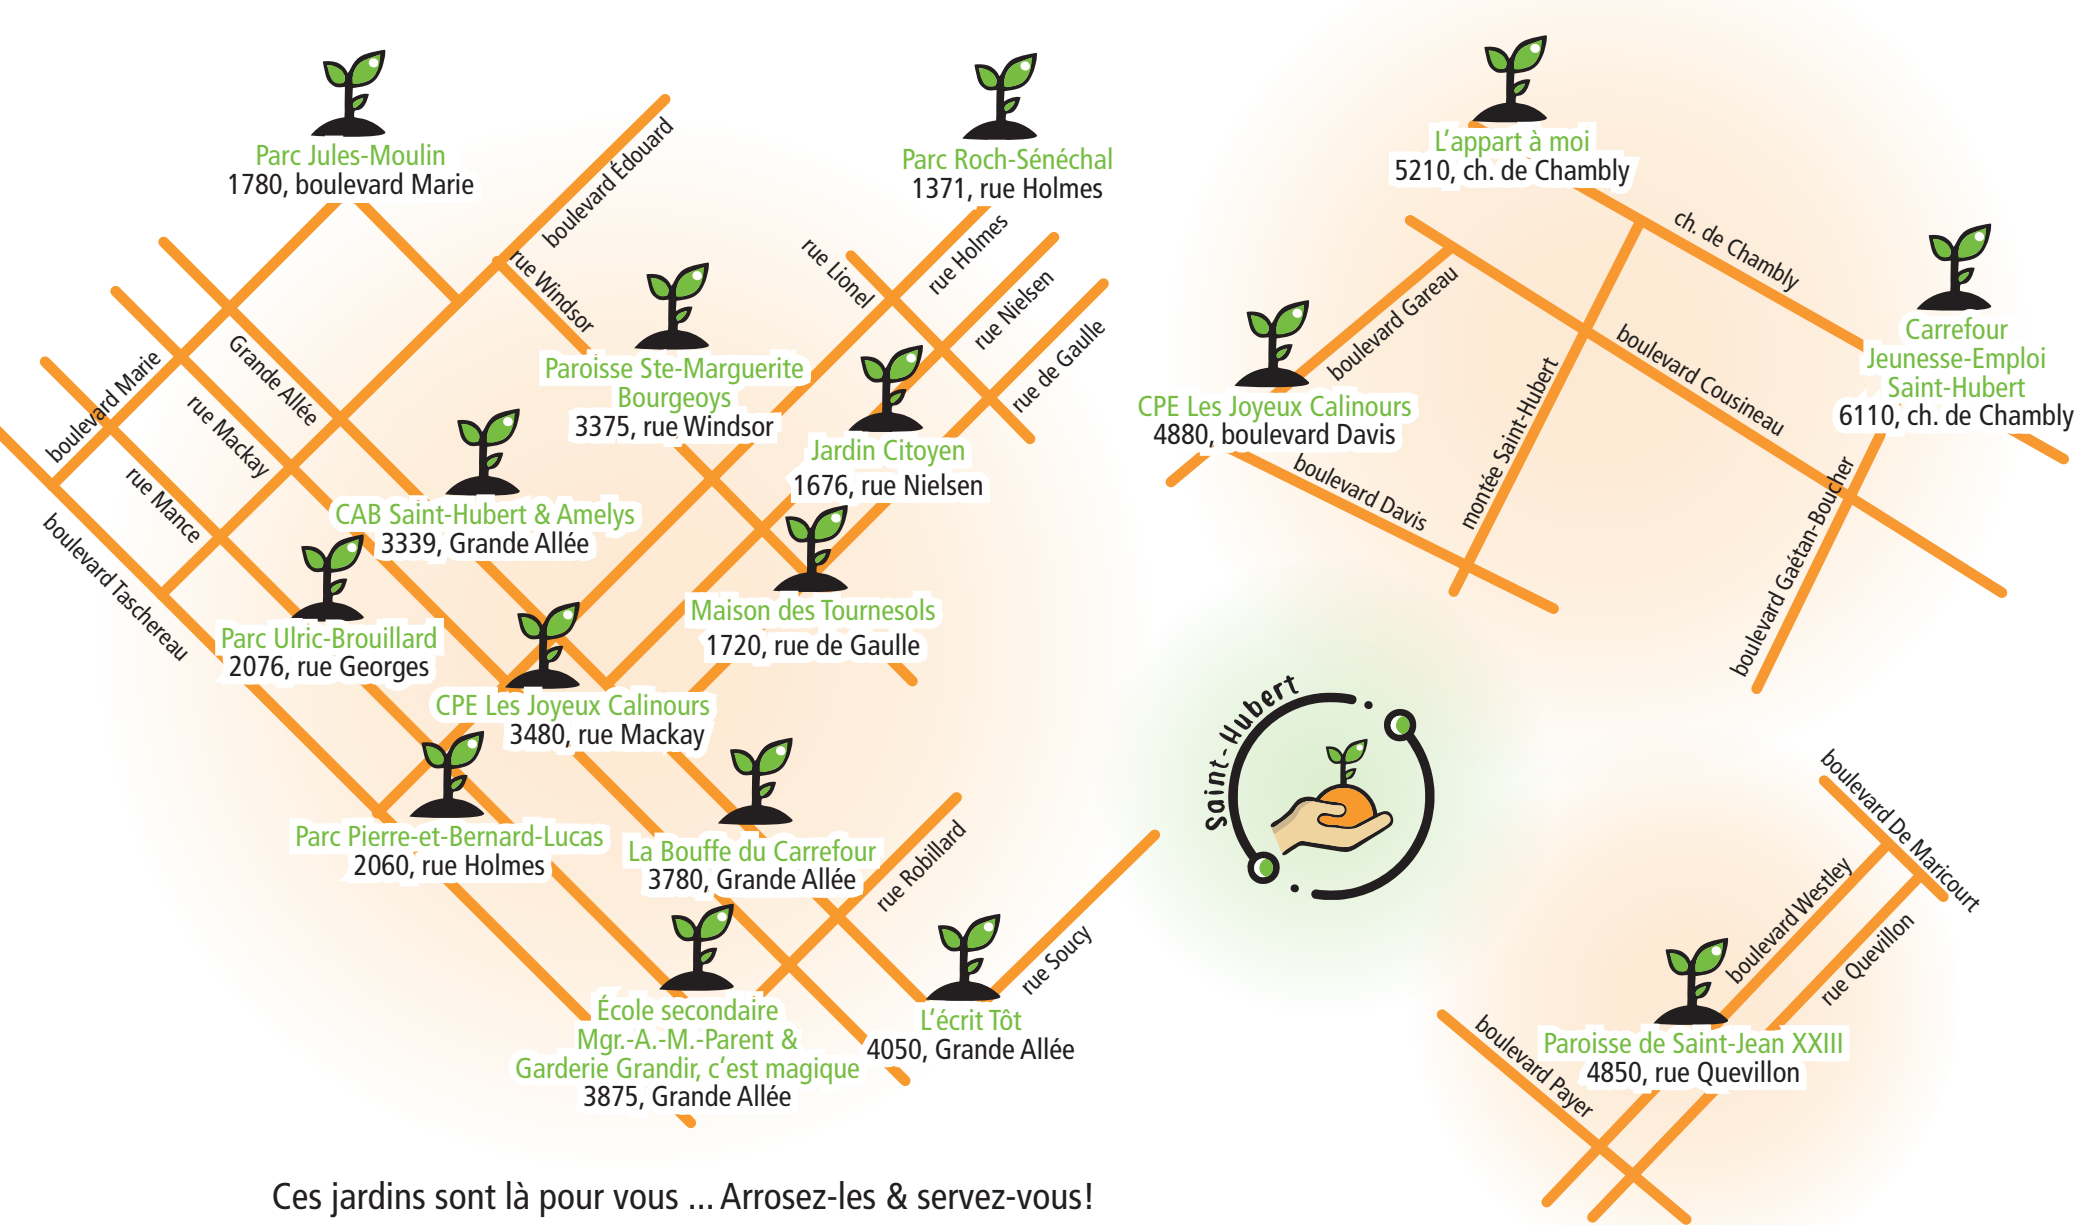 Parc Jules-Moulin
1780, boulevard Marie
boulevard Édouard
rue Windsor
Parc Roch-Sénéchal
1371, rue Holmes
rue Lionel
rue Holmes
rue Nielsen
rue de Gaulle
boulevard Marie
Grande Allée
rue Mackay
rue Mance
boulevard Taschereau
Paroisse Ste-Marguerite
Bourgeoys
3375, rue Windsor
Jardin Citoyen
1676, rue Nielsen
CAB Saint-Hubert & Amelys
3339, Grande Allée
Maison des Tournesols
1720, rue de Gaulle
Parc Ulric-Brouillard
2076, rue Georges
CPE Les Joyeux Calinours
3480, rue Mackay
Parc Pierre-et-Bernard-Lucas
2060, rue Holmes
La Bouffe du Carrefour
3780, Grande Allée
rue Robillard
rue Soucy
École secondaire
Mgr.-A.-M.-Parent &
Garderie Grandir, c'est magique
3875, Grande Allée
L'écrit Tôt
4050, Grande Allée
L'appart à moi
5210, ch. de Chambly
ch. de Chambly
Carrefour
Jeunesse-Emploi
Saint-Hubert
6110, ch. de Chambly
boulevard Gareau
CPE Les Joyeux Calinours
4880, boulevard Davis
boulevard Davis
montée Saint-Hubert
boulevard Cousineau
boulevard Gaétan-Boucher
Saint-Hubert
boulevard De Maricourt
boulevard Westley
rue Quevillon
Paroisse de Saint-Jean XXIII
4850, rue Quevillon
boulevard Payer
Ces jardins sont là pour vous ... Arrosez-les & servez-vous!